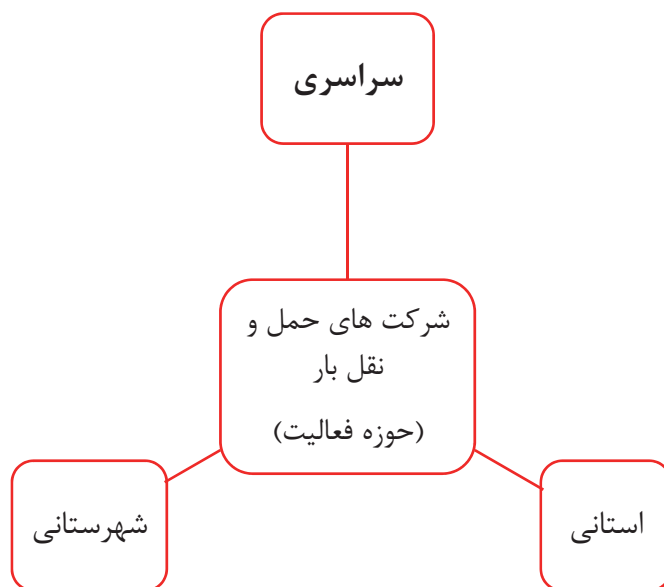 سراسری
شرکت های حمل و
نقل بار
(حوزه فعالیت)
استانی
شهرستانی